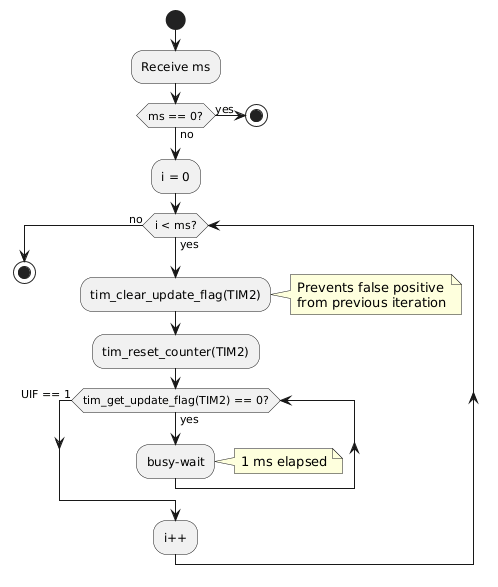 Receive ms
ms == 0?
yes
no
i = 0
no
i < ms?
yes
tim_clear_update_flag(TIM2)
Prevents false positive
from previous iteration
tim_reset_counter(TIM2)
UIF == 1
tim_get_update_flag(TIM2) == 0?
yes
busy-wait
1 ms elapsed
i++